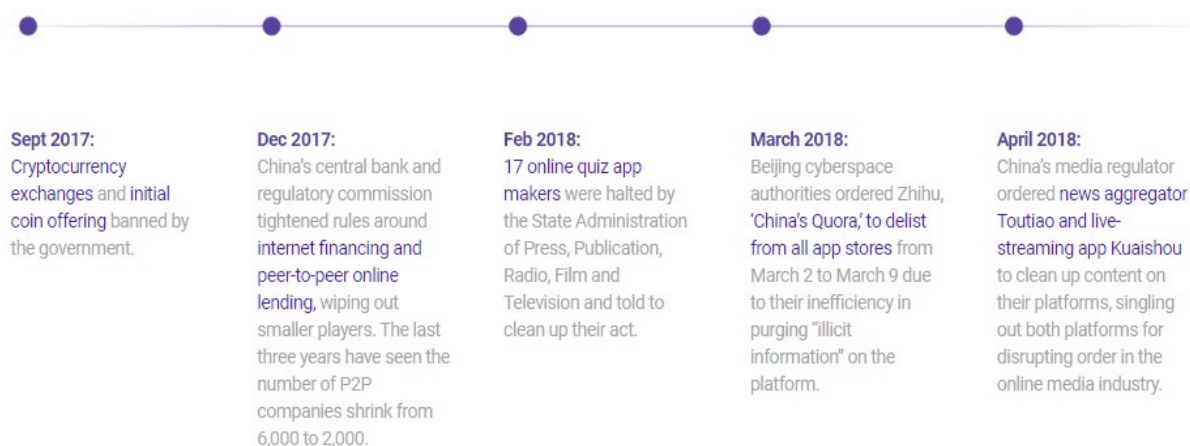 Sept 2017:
Cryptocurrency
exchanges and initial
coin offering banned by
the government.
Dec 2017:
China's central bank and
regulatory commission
tightened rules around
internet financing and
peer-to-peer online
lending, wiping out
smaller players. The last
three years have seen the
number of P2P
companies shrink from
6,000 to 2,000.
Feb 2018:
17 online quiz app
makers were halted by
the State Administration
of Press, Publication,
Radio, Film and
Television and told to
clean up their act.
March 2018:
Beijing cyberspace
authorities ordered Zhihu,
‘China's Quora,’ to delist
from all app stores from
March 2 to March 9 due
to their inefficiency in
purging “illicit
information” on the
platform.
April 2018:
China's media regulator
ordered news aggregator
Toutiao and live-
streaming app Kuaishou
to clean up content on
their platforms, singling
out both platforms for
disrupting order in the
online media industry.